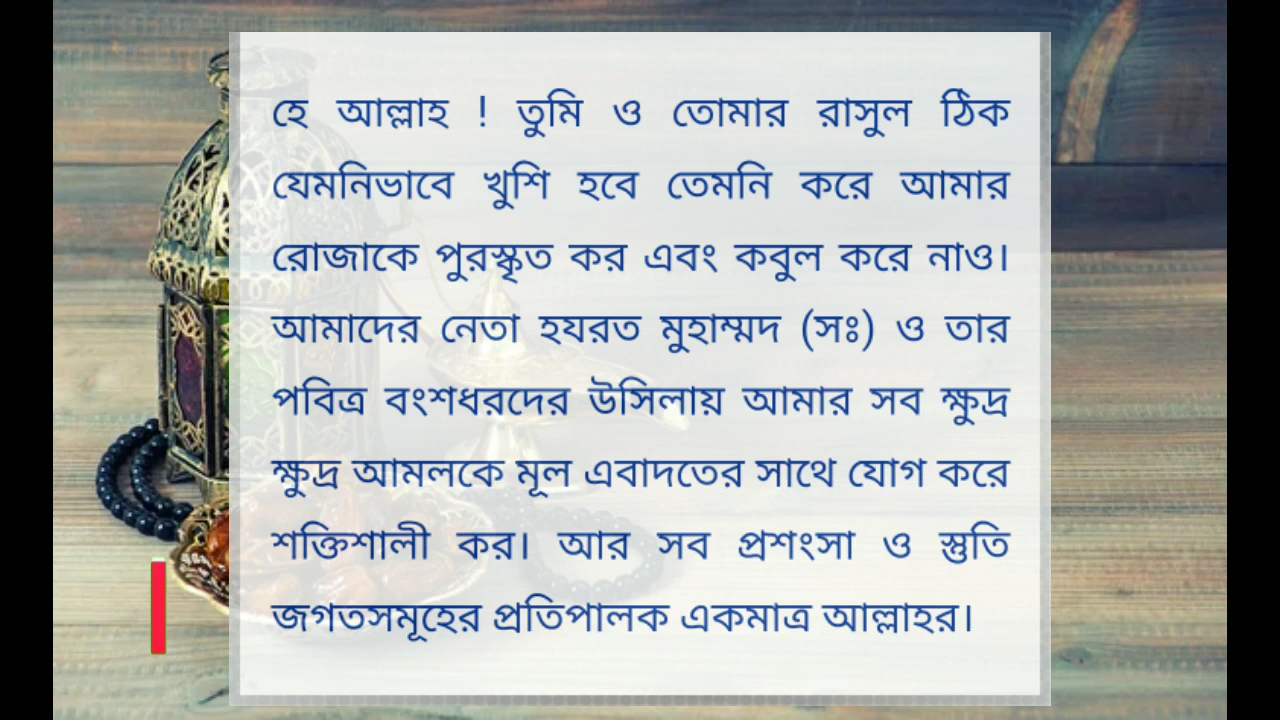 হে আল্লাহ ! তুমি ও তোমার রাসুল ঠিক
যেমনিভাবে খুশি হবে তেমনি করে আমার
রোজাকে পুরস্কৃত কর এবং কবুল করে নাও।
আমাদের নেতা হযরত মুহাম্মদ (সঃ) ও তার
পবিত্র বংশধরদের উসিলায় আমার সব ক্ষুদ্র
ক্ষুদ্র আমলকে মূল এবাদতের সাথে যোগ করে
শক্তিশালী কর। আর সব প্রশংসা ও স্তুতি
জগতসমূহের প্রতিপালক একমাত্র আল্লাহর।